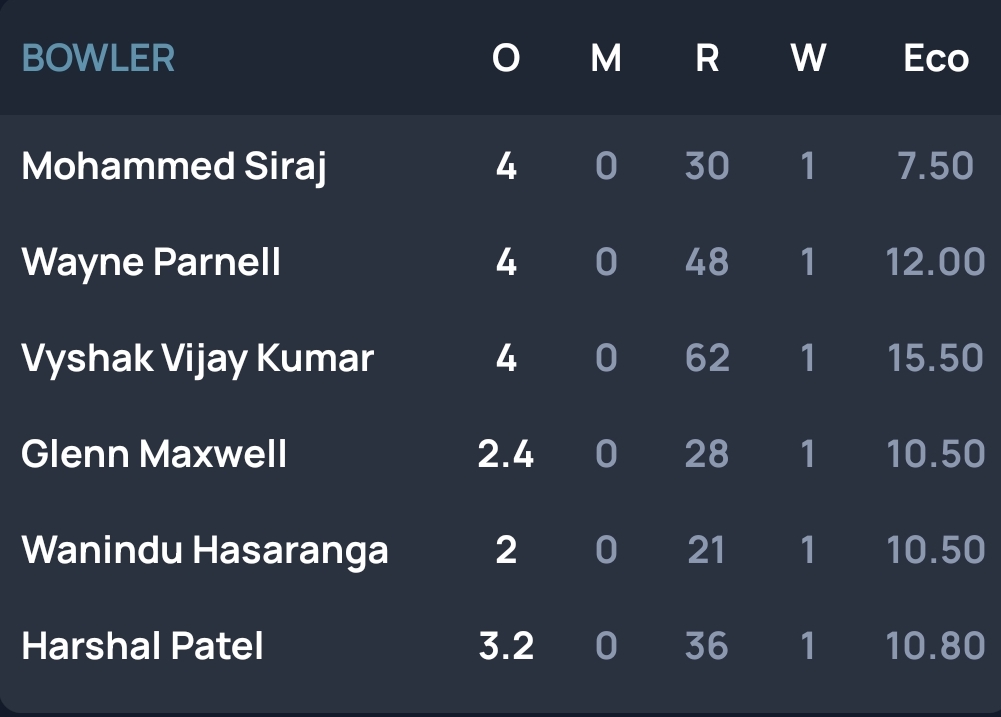 BOWLER O M R W Eco
Mohammed Siraj 4 0 30 1 7.50
Wayne Parnell 4 0 48 1 12.00
Vyshak Vijay Kumar 4 0 62 1 15.50
Glenn Maxwell 2.4 0 28 1 10.50
Wanindu Hasaranga 2 0 21 1 10.50
Harshal Patel 3.2 0 36 1 10.80